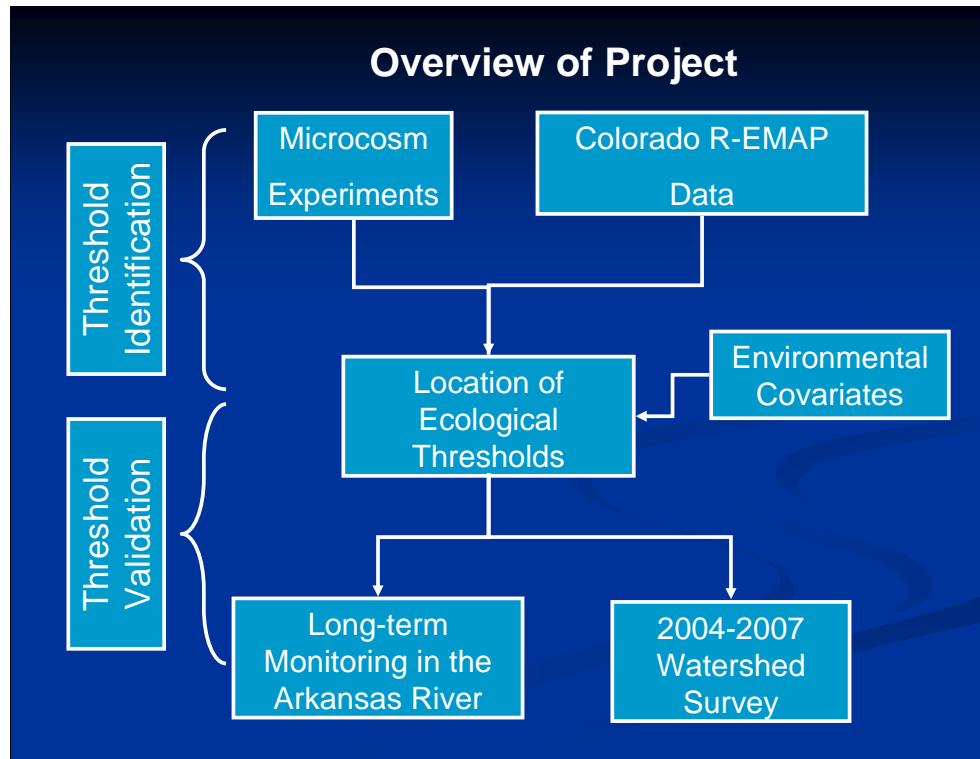 Overview of Project
Threshold
Identification
Microcosm
Experiments
Colorado R-EMAP
Data
Location of
Ecological
Thresholds
Environmental
Covariates
Threshold
Validation
Long-term
Monitoring in the
Arkansas River
2004-2007
Watershed
Survey